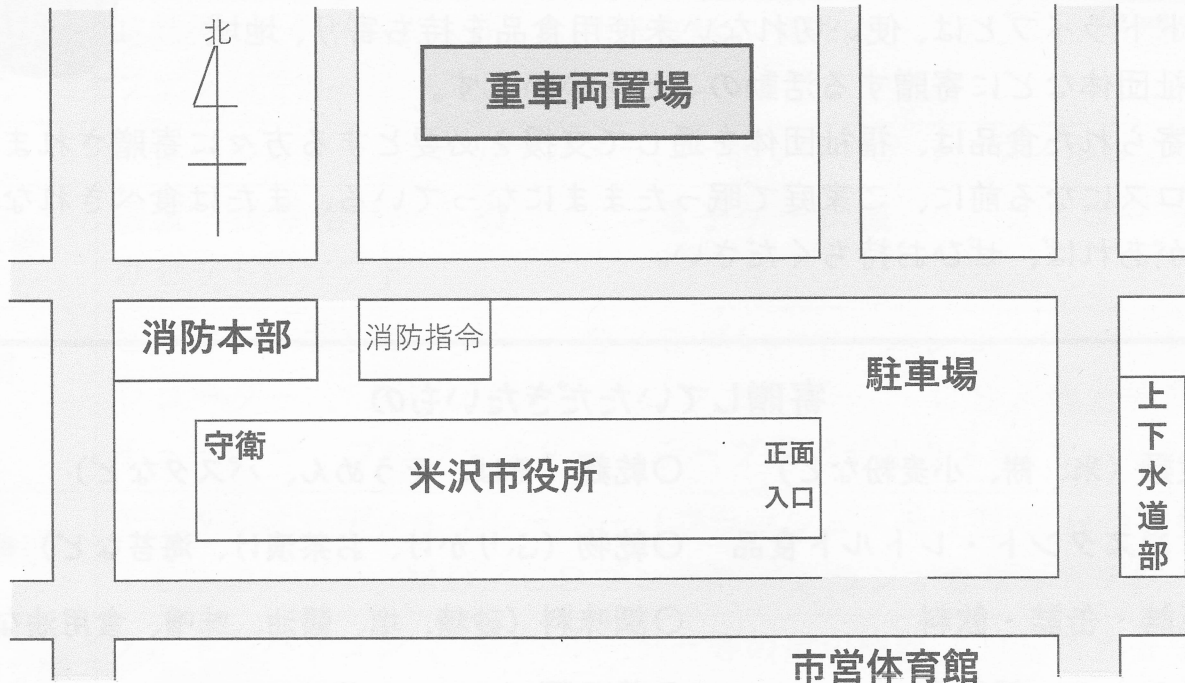 北
重車両置場
消防本部
消防指令
駐車場
守衛
米沢市役所
正面
入口
上下水道部
市営体育館